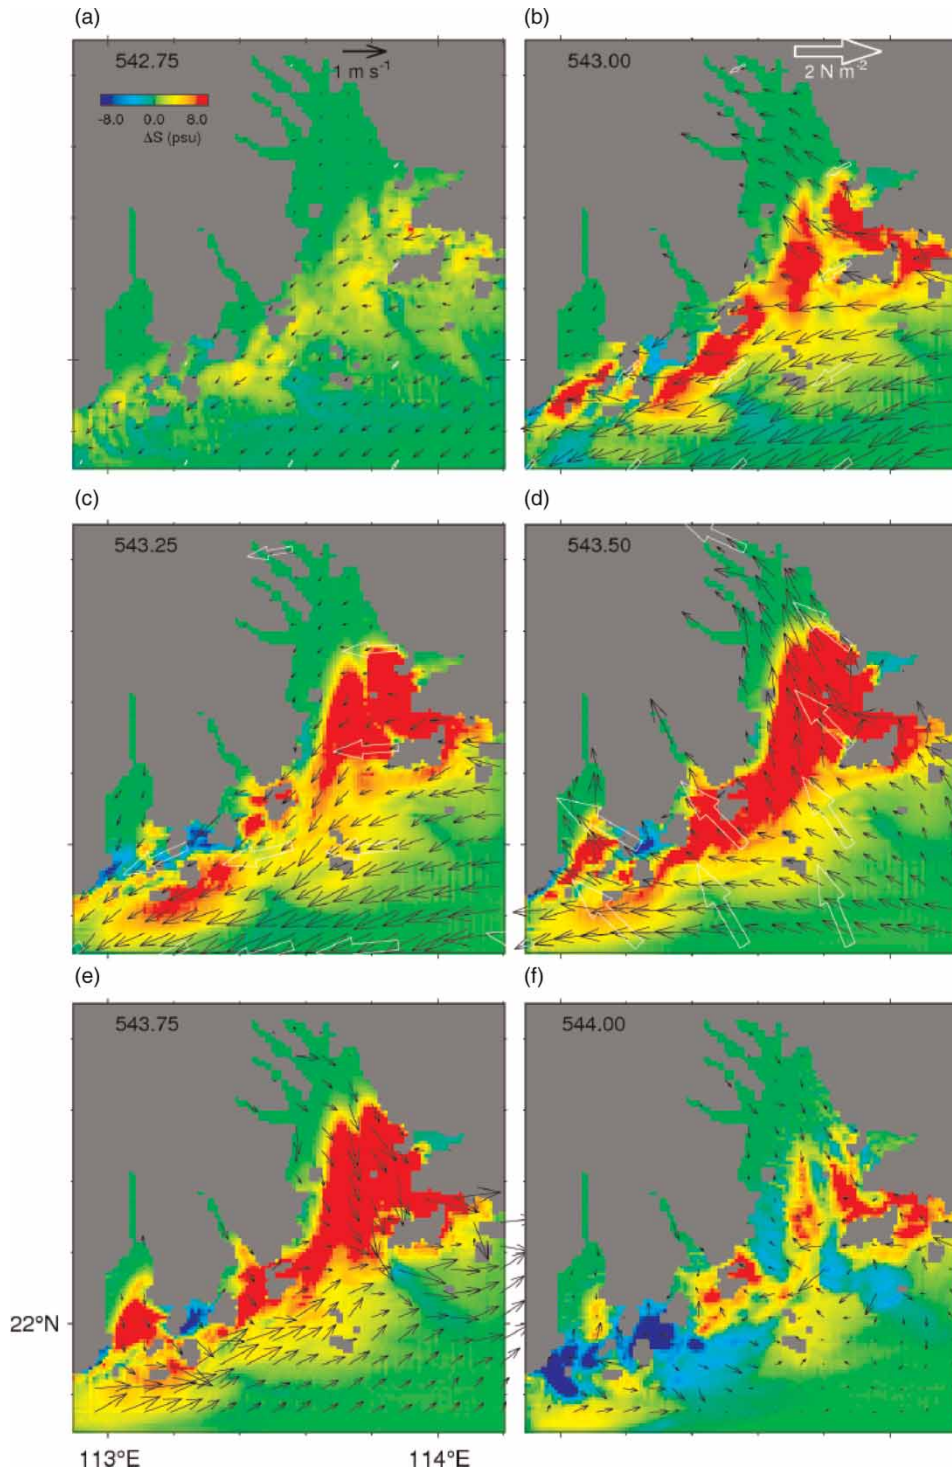 (a)
(b)
542.75
1 m s⁻¹
-8.0 0.0 8.0
ΔS (psu)
543.00
2 N m⁻²
(c)
(d)
543.25
543.50
(e)
(f)
543.75
544.00
22°N
113°E
114°E